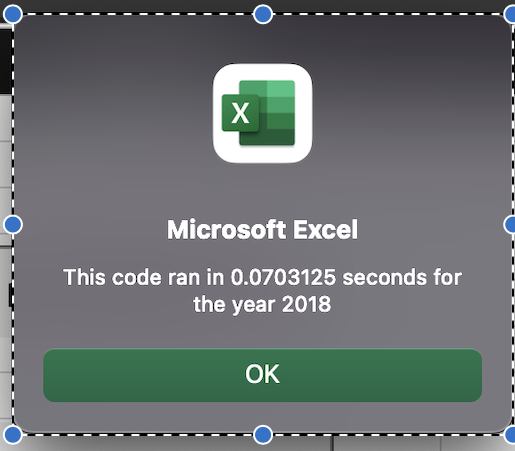 X
Microsoft Excel
This code ran in 0.0703125 seconds for
the year 2018
OK